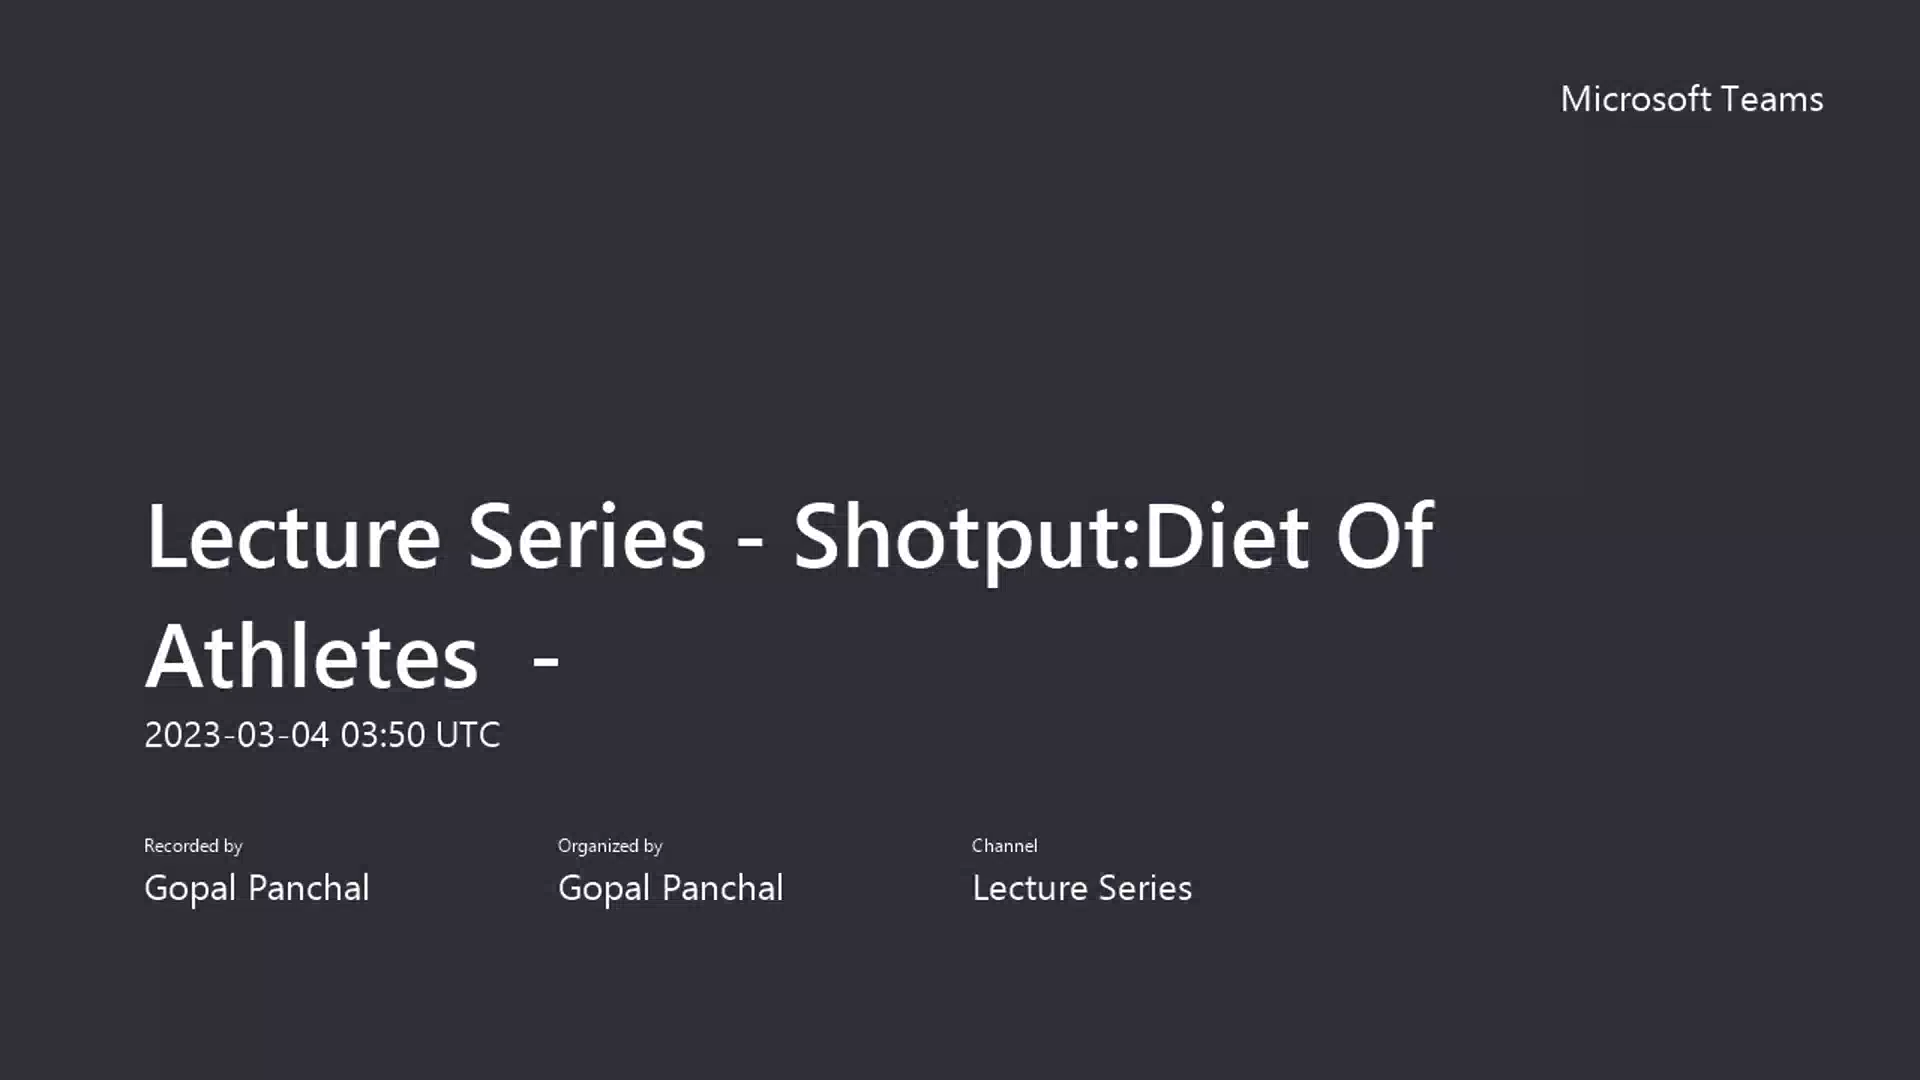 Microsoft Teams
Lecture Series - Shotput:Diet Of
Athletes  -
2023-03-04 03:50 UTC
Recorded by
Gopal Panchal
Organized by
Gopal Panchal
Channel
Lecture Series